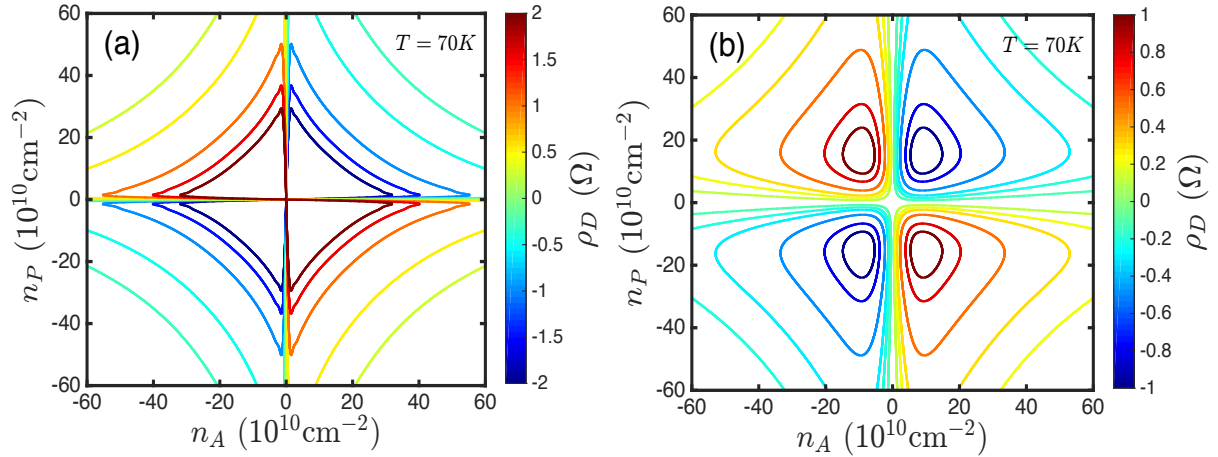 (a)
T = 70K
60
40
20
0
-20
-40
-60
-60 -40 -20 0 20 40 60
n_P (10^10 cm^-2)
n_A (10^10 cm^-2)
2
1.5
1
0.5
0
-0.5
-1
-1.5
-2
ρ_D (Ω)
(b)
T = 70K
60
40
20
0
-20
-40
-60
-60 -40 -20 0 20 40 60
n_P (10^10 cm^-2)
n_A (10^10 cm^-2)
1
0.8
0.6
0.4
0.2
0
-0.2
-0.4
-0.6
-0.8
-1
ρ_D (Ω)